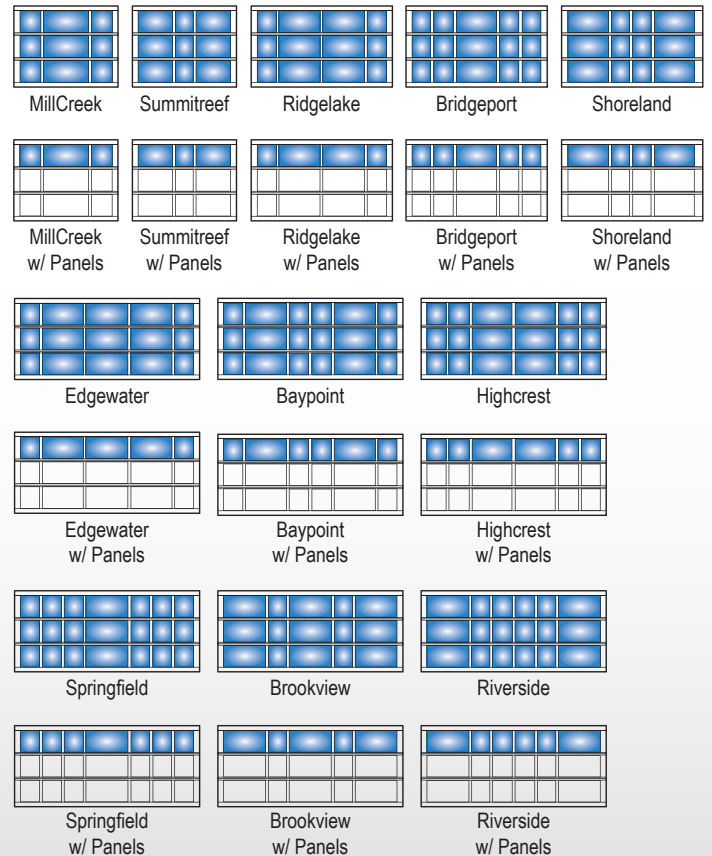 MillCreek
Summitreef
Ridgelake
Bridgeport
Shoreland
MillCreek
w/ Panels
Summitreef
w/ Panels
Ridgelake
w/ Panels
Bridgeport
w/ Panels
Shoreland
w/ Panels
Edgewater
Baypoint
Highcrest
Edgewater
w/ Panels
Baypoint
w/ Panels
Highcrest
w/ Panels
Springfield
Brookview
Riverside
Springfield
w/ Panels
Brookview
w/ Panels
Riverside
w/ Panels